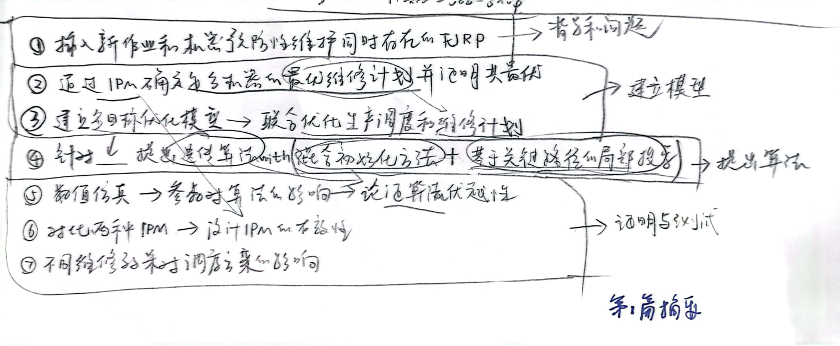 ① 插入新作业和机器预防性维护同时存在的FJRP → 背景和问题
② 通过IPM确定每台机器的最优维修计划并证明其最优
→ 建立模型
③ 建立多目标优化模型 → 联合优化生产调度和维修计划
④ 针对 ↓ 提出遗传算法with(混合初始化方法 + 基于关键路径的局部搜索) → 提出算法
⑤ 数值仿真 → 参数对算法的影响 → 论证算法优越性
⑥ 对比两种IPM → 设计IPM的有效性
→ 证明与测试
⑦ 不同维修效果对调度方案的影响
第1篇摘要